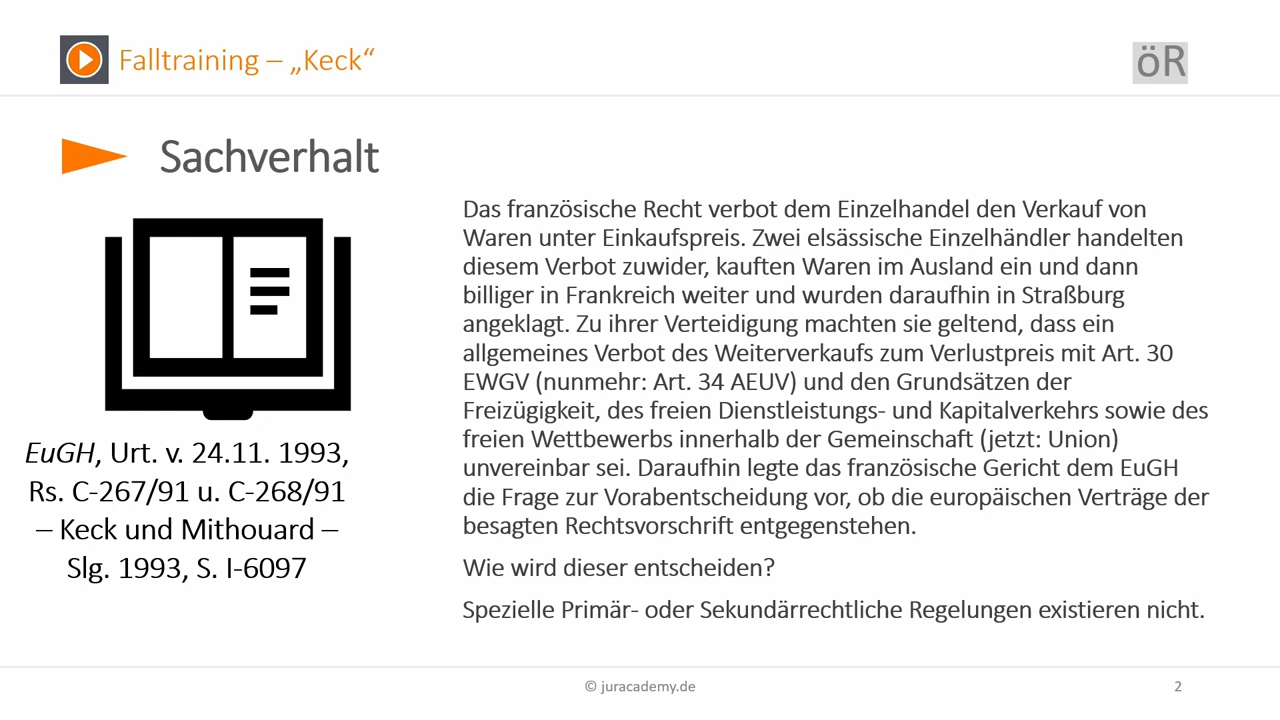 Falltraining – „Keck“
öR
Sachverhalt
EuGH, Urt. v. 24.11. 1993,
Rs. C-267/91 u. C-268/91
– Keck und Mithouard –
Slg. 1993, S. I-6097
Das französische Recht verbot dem Einzelhandel den Verkauf von
Waren unter Einkaufspreis. Zwei elsässische Einzelhändler handelten
diesem Verbot zuwider, kauften Waren im Ausland ein und dann
billiger in Frankreich weiter und wurden daraufhin in Straßburg
angeklagt. Zu ihrer Verteidigung machten sie geltend, dass ein
allgemeines Verbot des Weiterverkaufs zum Verlustpreis mit Art. 30
EWGV (nunmehr: Art. 34 AEUV) und den Grundsätzen der
Freizügigkeit, des freien Dienstleistungs- und Kapitalverkehrs sowie des
freien Wettbewerbs innerhalb der Gemeinschaft (jetzt: Union)
unvereinbar sei. Daraufhin legte das französische Gericht dem EuGH
die Frage zur Vorabentscheidung vor, ob die europäischen Verträge der
besagten Rechtsvorschrift entgegenstehen.
Wie wird dieser entscheiden?
Spezielle Primär- oder Sekundärrechtliche Regelungen existieren nicht.
© juracademy.de
2